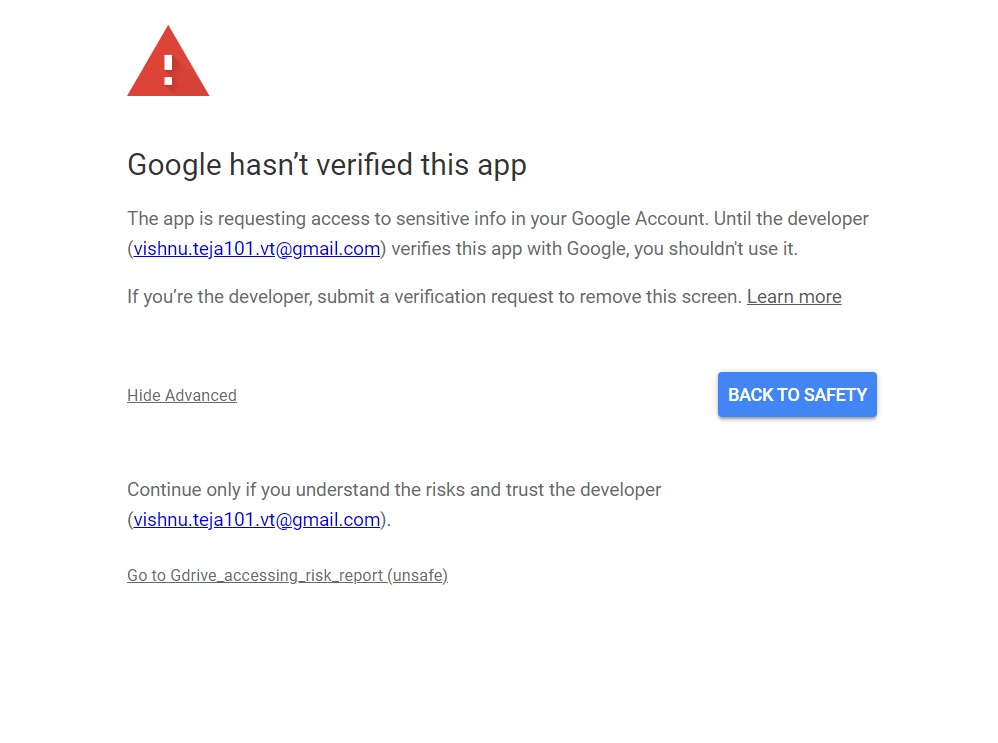 Google hasn’t verified this app
The app is requesting access to sensitive info in your Google Account. Until the developer
(vishnu.teja101.vt@gmail.com) verifies this app with Google, you shouldn't use it.
If you’re the developer, submit a verification request to remove this screen. Learn more
Hide Advanced
BACK TO SAFETY
Continue only if you understand the risks and trust the developer
(vishnu.teja101.vt@gmail.com).
Go to Gdrive_accessing_risk_report (unsafe)